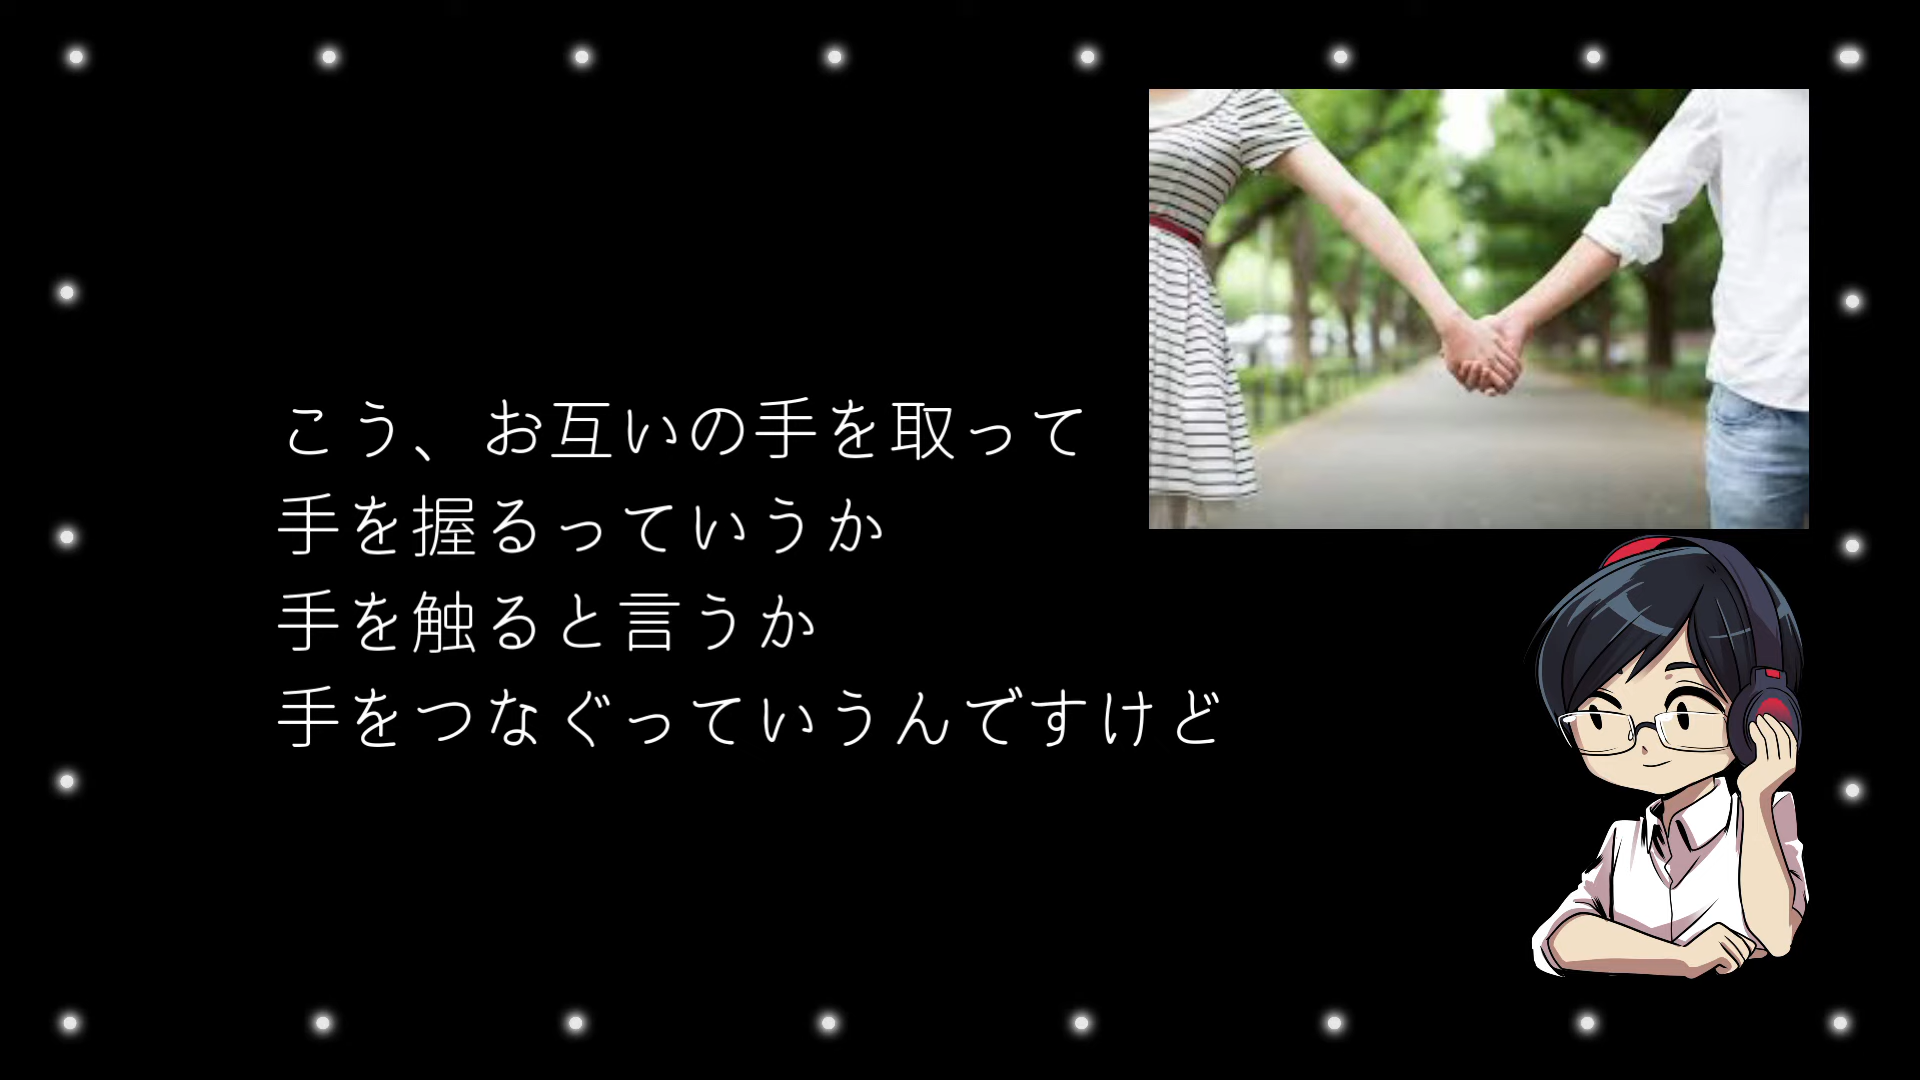 こう、お互いの手を取って
手を握るっていうか
手を触ると言うか
手をつなぐっていうんですけど